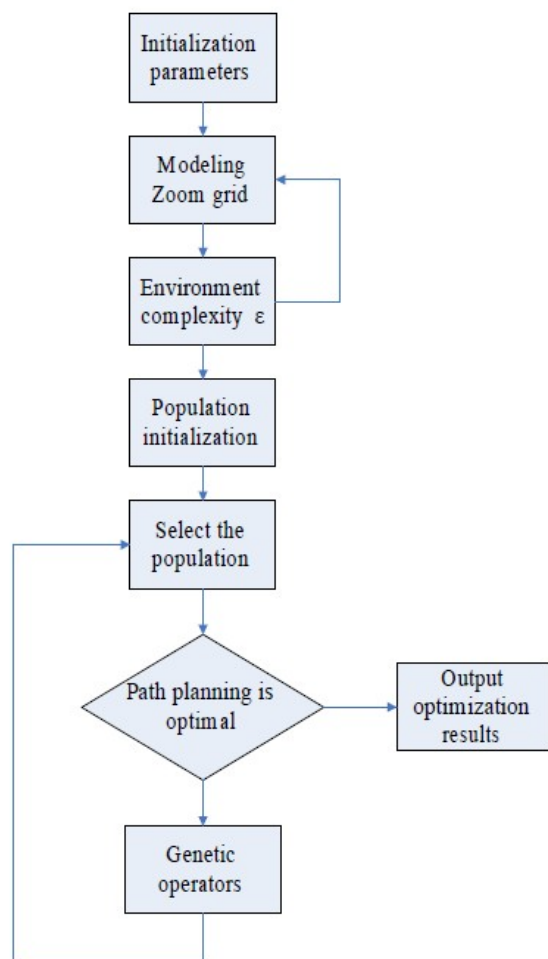 Initialization
parameters
Modeling
Zoom grid
Environment
complexity ε
Population
initialization
Select the
population
Path planning is
optimal
Output
optimization
results
Genetic
operators